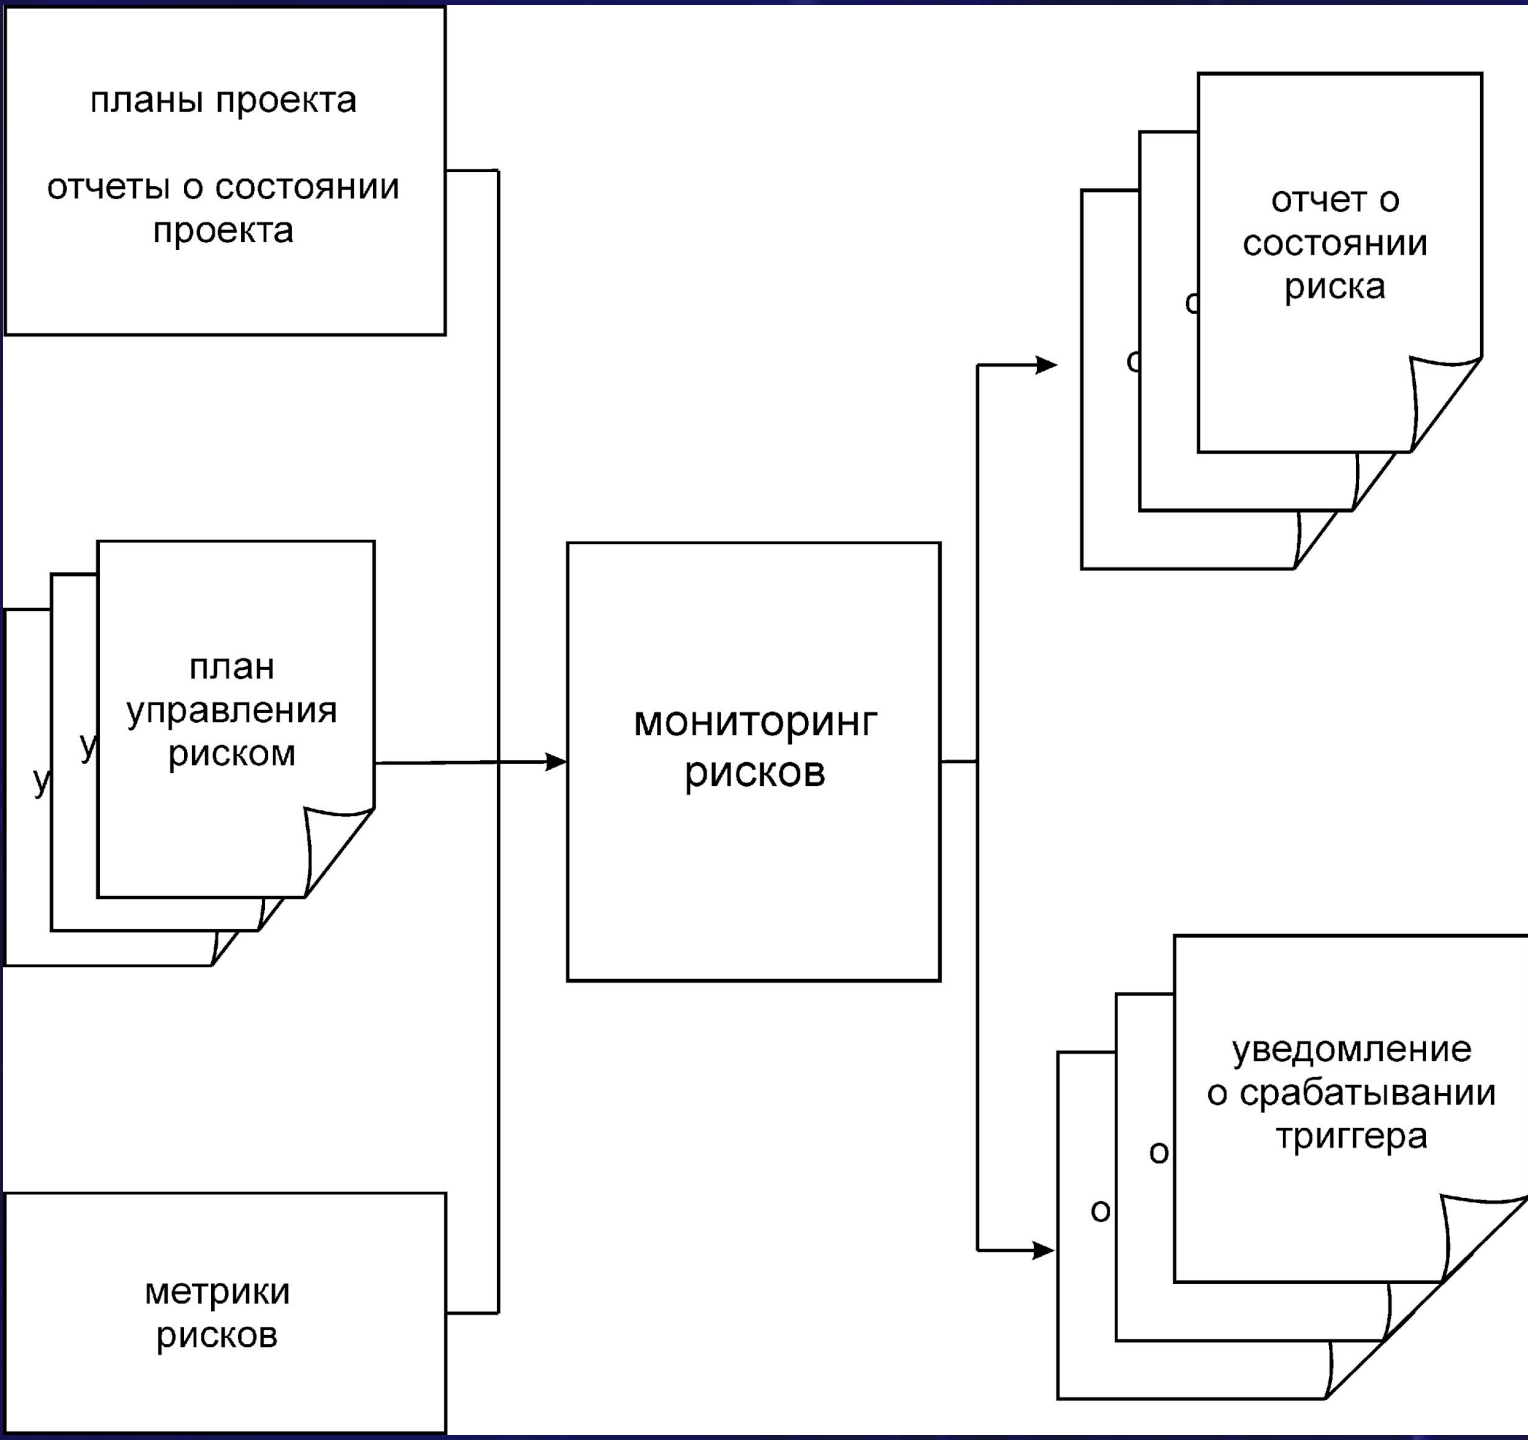 планы проекта
отчеты о состоянии
проекта
план
управления
риском
у
у
метрики
рисков
мониторинг
рисков
отчет о
состоянии
риска
о
о
уведомление
о срабатывании
триггера
о
о